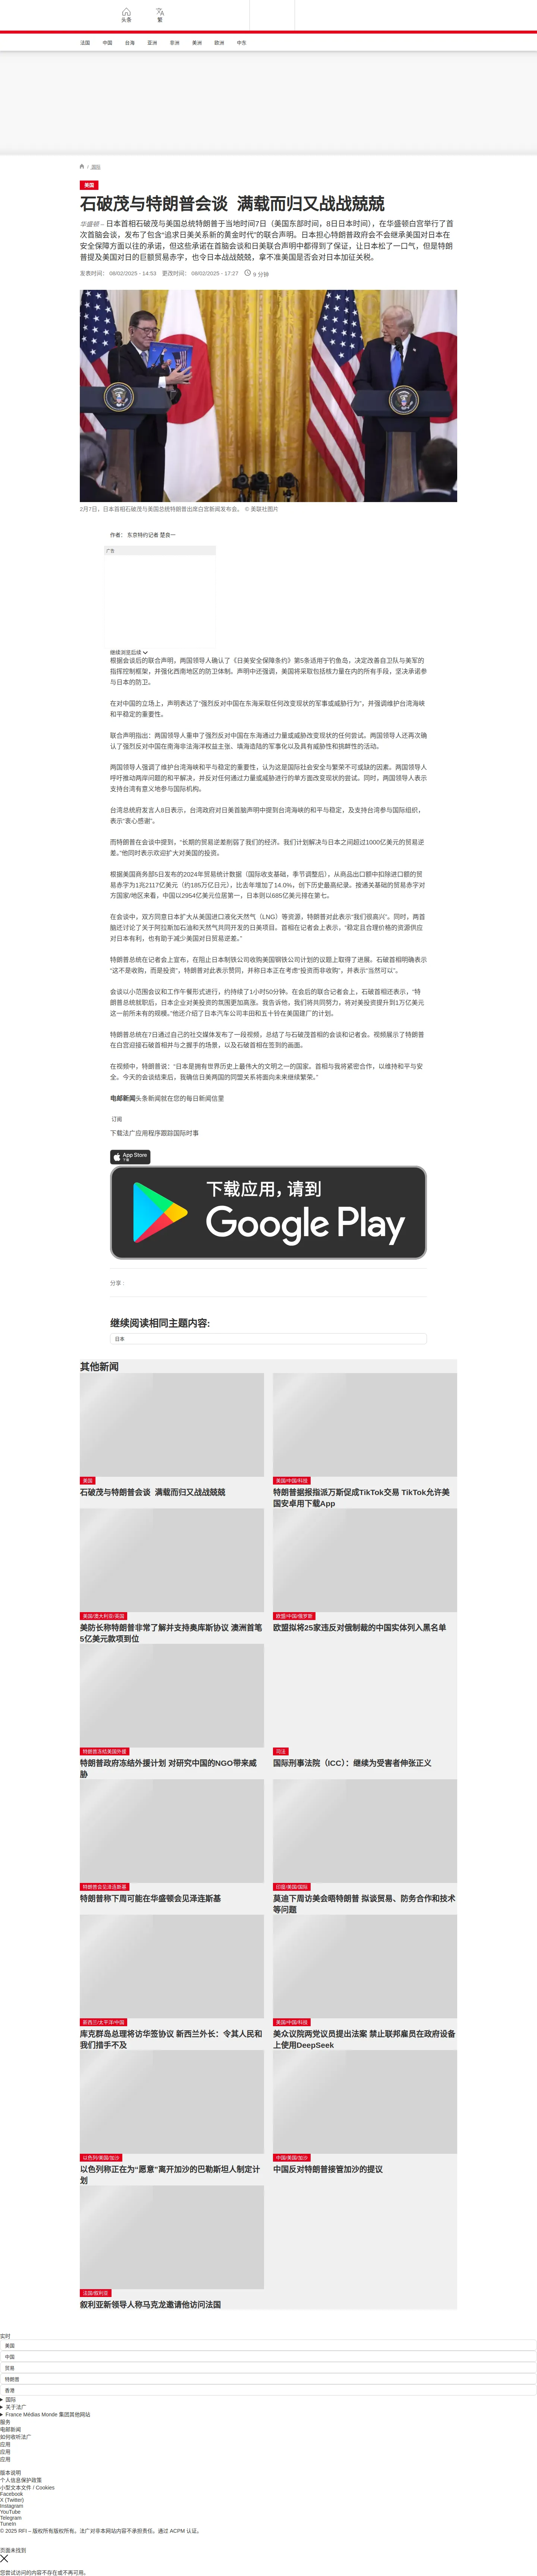 头条
繁
法国 中国 台海 亚洲 非洲 美洲 欧洲 中东
/ 国际
美国
石破茂与特朗普会谈 满载而归又战战兢兢
华盛顿 – 日本首相石破茂与美国总统特朗普于当地时间7日（美国东部时间，8日日本时间），在华盛顿白宫举行了首
次首脑会谈，发布了包含“追求日美关系新的黄金时代”的联合声明。日本担心特朗普政府会不会继承美国对日本在
安全保障方面以往的承诺，但这些承诺在首脑会谈和日美联合声明中都得到了保证，让日本松了一口气，但是特朗
普提及美国对日的巨额贸易赤字，也令日本战战兢兢，拿不准美国是否会对日本加征关税。
发表时间： 08/02/2025 - 14:53 更改时间： 08/02/2025 - 17:27 9 分钟
2月7日，日本首相石破茂与美国总统特朗普出席白宫新闻发布会。 © 美联社图片
作者： 东京特约记者 楚良一
广告
继续浏览后续
根据会谈后的联合声明，两国领导人确认了《日美安全保障条约》第5条适用于钓鱼岛，决定改善自卫队与美军的
指挥控制框架，并强化西南地区的防卫体制。声明中还强调，美国将采取包括核力量在内的所有手段，坚决承诺参
与日本的防卫。
在对中国的立场上，声明表达了“强烈反对中国在东海采取任何改变现状的军事或威胁行为”，并强调维护台湾海峡
和平稳定的重要性。
联合声明指出：两国领导人重申了强烈反对中国在东海通过力量或威胁改变现状的任何尝试。两国领导人还再次确
认了强烈反对中国在南海非法海洋权益主张、填海造陆的军事化以及具有威胁性和挑衅性的活动。
两国领导人强调了维护台湾海峡和平与稳定的重要性，认为这是国际社会安全与繁荣不可或缺的因素。两国领导人
呼吁推动两岸问题的和平解决，并反对任何通过力量或威胁进行的单方面改变现状的尝试。同时，两国领导人表示
支持台湾有意义地参与国际机构。
台湾总统府发言人8日表示，台湾政府对日美首脑声明中提到台湾海峡的和平与稳定，及支持台湾参与国际组织，
表示“衷心感谢”。
而特朗普在会谈中提到，“长期的贸易逆差削弱了我们的经济。我们计划解决与日本之间超过1000亿美元的贸易逆
差。”他同时表示欢迎扩大对美国的投资。
根据美国商务部5日发布的2024年贸易统计数据（国际收支基础，季节调整后），从商品出口额中扣除进口额的贸
易赤字为1兆2117亿美元（约185万亿日元），比去年增加了14.0%，创下历史最高纪录。按通关基础的贸易赤字对
方国家/地区来看，中国以2954亿美元位居第一，日本则以685亿美元排在第七。
在会谈中，双方同意日本扩大从美国进口液化天然气（LNG）等资源，特朗普对此表示“我们很高兴”。同时，两首
脑还讨论了关于阿拉斯加石油和天然气共同开发的日美项目。首相在记者会上表示，“稳定且合理价格的资源供应
对日本有利，也有助于减少美国对日贸易逆差。”
特朗普总统在记者会上宣布，在阻止日本制铁公司收购美国钢铁公司计划的议题上取得了进展。石破首相明确表示
“这不是收购，而是投资”，特朗普对此表示赞同，并称日本正在考虑“投资而非收购”，并表示“当然可以”。
会谈以小范围会议和工作午餐形式进行，约持续了1小时50分钟。在会后的联合记者会上，石破首相还表示，“特
朗普总统就职后，日本企业对美投资的氛围更加高涨。我告诉他，我们将共同努力，将对美投资提升到1万亿美元
这一前所未有的规模。”他还介绍了日本汽车公司丰田和五十铃在美国建厂的计划。
特朗普总统在7日通过自己的社交媒体发布了一段视频，总结了与石破茂首相的会谈和记者会。视频展示了特朗普
在白宫迎接石破首相并与之握手的场景，以及石破首相在签到的画面。
在视频中，特朗普说：“日本是拥有世界历史上最伟大的文明之一的国家。首相与我将紧密合作，以维持和平与安
全。今天的会谈结束后，我确信日美两国的同盟关系将面向未来继续繁荣。”
电邮新闻头条新闻就在您的每日新闻信里
订阅
下载法广应用程序跟踪国际时事
App Store
下载应用，请到
Google Play
分享 :
继续阅读相同主题内容:
日本
其他新闻
美国
石破茂与特朗普会谈 满载而归又战战兢兢
美国/中国/科技
特朗普据报指派万斯促成TikTok交易 TikTok允许美
国安卓用下载App
美国/澳大利亚/英国
美防长称特朗普非常了解并支持奥库斯协议 澳洲首笔
5亿美元款项到位
欧盟/中国/俄罗斯
欧盟拟将25家违反对俄制裁的中国实体列入黑名单
特朗普冻结美国外援
特朗普政府冻结外援计划 对研究中国的NGO带来威
胁
司法
国际刑事法院（ICC）：继续为受害者伸张正义
特朗普会见泽连斯基
特朗普称下周可能在华盛顿会见泽连斯基
印度/美国/国际
莫迪下周访美会晤特朗普 拟谈贸易、防务合作和技术
等问题
新西兰/太平洋/中国
库克群岛总理将访华签协议 新西兰外长：令其人民和
我们措手不及
美国/中国/科技
美众议院两党议员提出法案 禁止联邦雇员在政府设备
上使用DeepSeek
以色列/美国/加沙
以色列称正在为“愿意”离开加沙的巴勒斯坦人制定计
划
中国/美国/加沙
中国反对特朗普接管加沙的提议
法国/叙利亚
叙利亚新领导人称马克龙邀请他访问法国
实时
美国
中国
贸易
特朗普
香港
国际
关于法广
France Médias Monde 集团其他网站
服务
电邮新闻
如何收听法广
应用
应用
应用
版本说明
个人信息保护政策
小型文本文件 / Cookies
Facebook
X (Twitter)
Instagram
YouTube
Telegram
TuneIn
© 2025 RFI – 版权所有版权所有。法广对非本网站内容不承担责任。通过 ACPM 认证。
页面未找到
您尝试访问的内容不存在或不再可用。